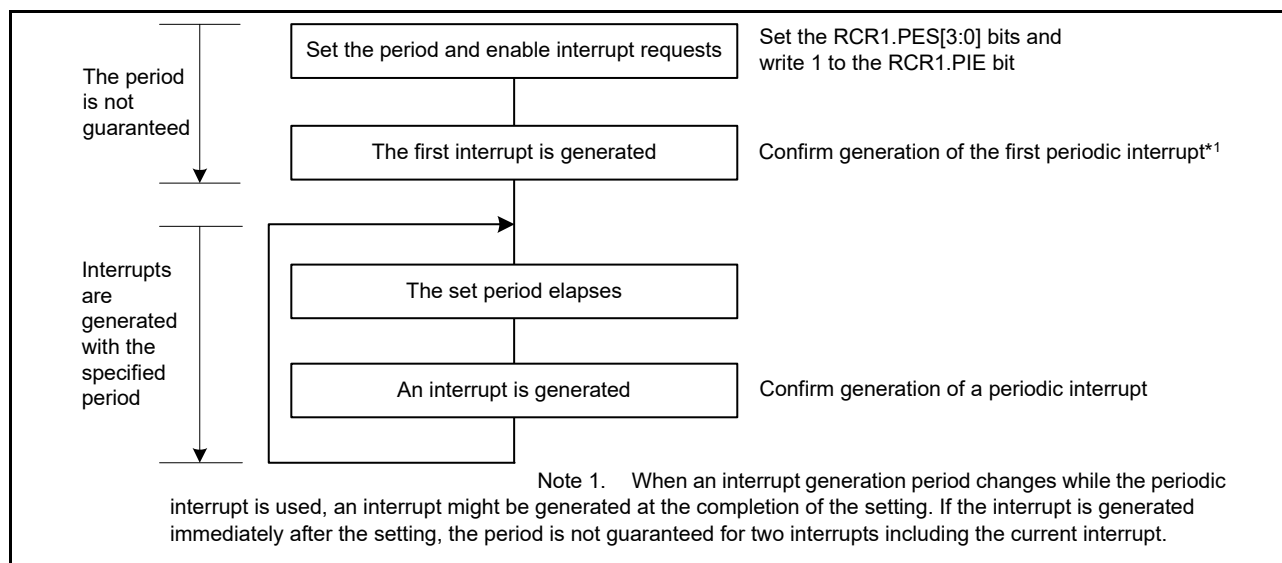 Set the period and enable interrupt requests
Set the RCR1.PES[3:0] bits and
write 1 to the RCR1.PIE bit
The period
is not
guaranteed
The first interrupt is generated
Confirm generation of the first periodic interrupt*1
Interrupts
are
generated
with the
specified
period
The set period elapses
An interrupt is generated
Confirm generation of a periodic interrupt
Note 1. When an interrupt generation period changes while the periodic
interrupt is used, an interrupt might be generated at the completion of the setting. If the interrupt is generated
immediately after the setting, the period is not guaranteed for two interrupts including the current interrupt.